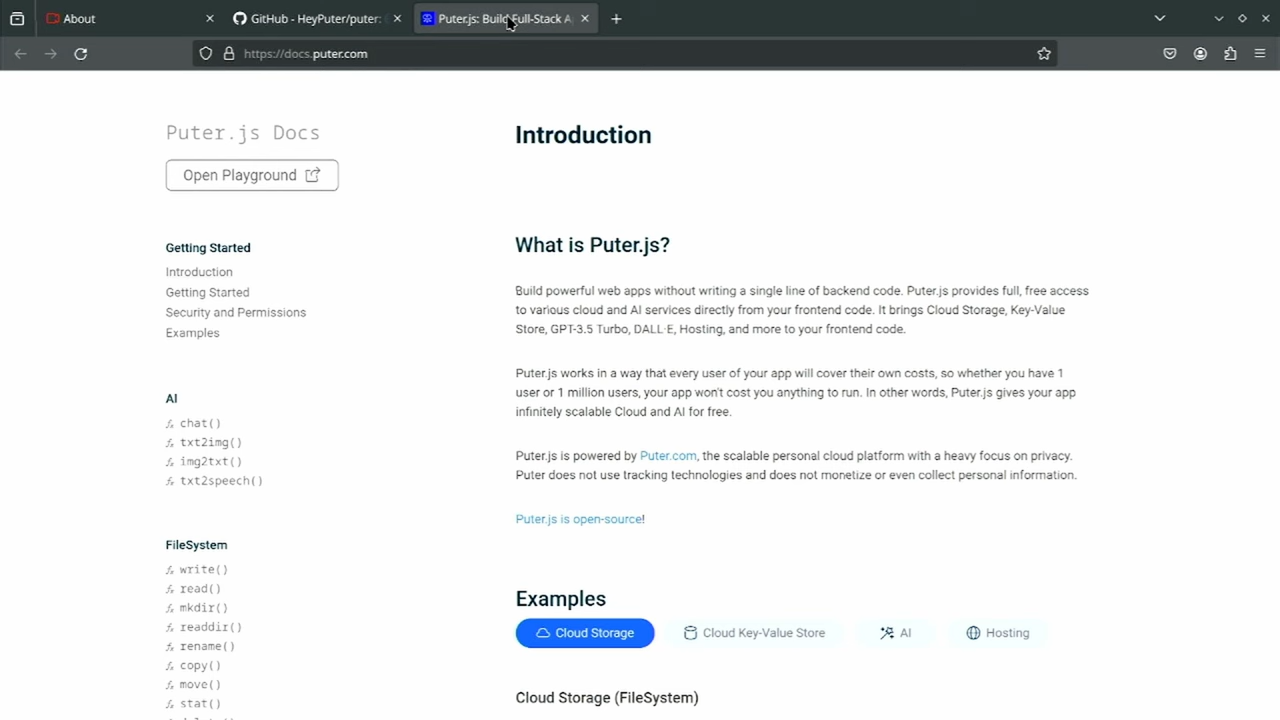 About
GitHub - HeyPuter/puter:
Puter.js: Build Full-Stack A
https://docs.puter.com
Puter.js Docs
Open Playground
Getting Started
Introduction
Getting Started
Security and Permissions
Examples
AI
chat()
txt2img()
img2txt()
txt2speech()
FileSystem
write()
read()
mkdir()
readdir()
rename()
copy()
move()
stat()
Introduction
What is Puter.js?
Build powerful web apps without writing a single line of backend code. Puter.js provides full, free access
to various cloud and AI services directly from your frontend code. It brings Cloud Storage, Key-Value
Store, GPT-3.5 Turbo, DALL·E, Hosting, and more to your frontend code.
Puter.js works in a way that every user of your app will cover their own costs, so whether you have 1
user or 1 million users, your app won't cost you anything to run. In other words, Puter.js gives your app
infinitely scalable Cloud and AI for free.
Puter.js is powered by Puter.com, the scalable personal cloud platform with a heavy focus on privacy.
Puter does not use tracking technologies and does not monetize or even collect personal information.
Puter.js is open-source!
Examples
Cloud Storage
Cloud Key-Value Store
AI
Hosting
Cloud Storage (FileSystem)